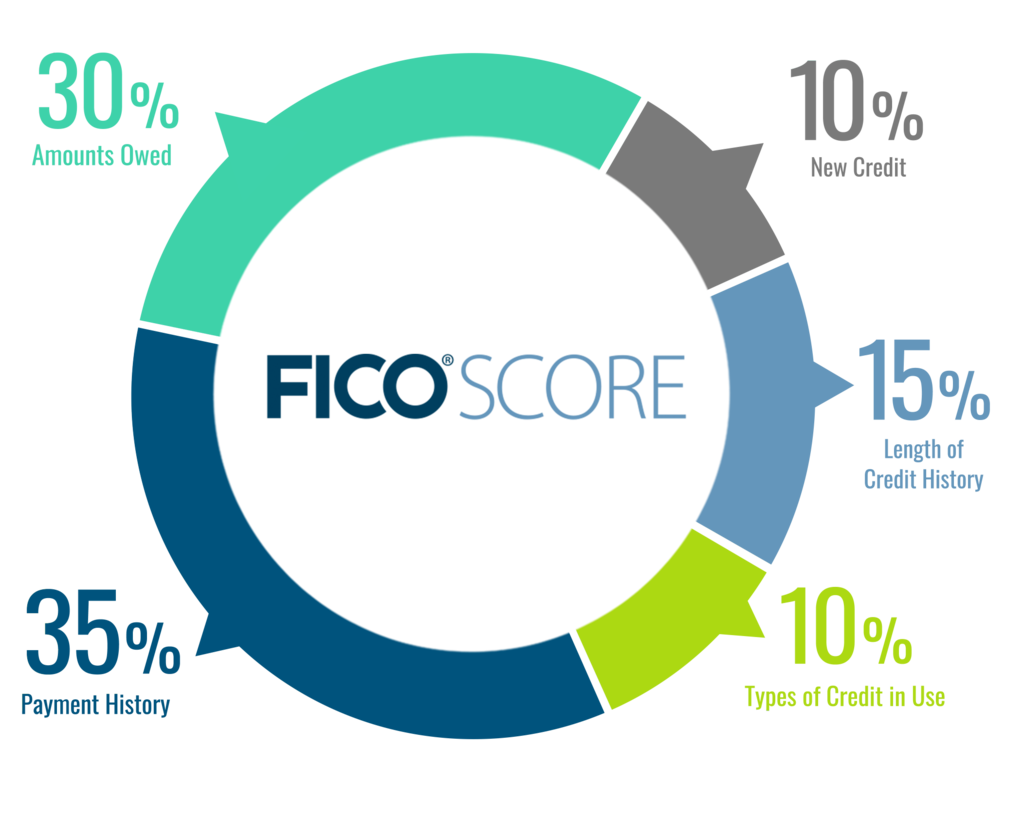 30%
Amounts Owed
10%
New Credit
FICO® SCORE
15%
Length of
Credit History
35%
Payment History
10%
Types of Credit in Use